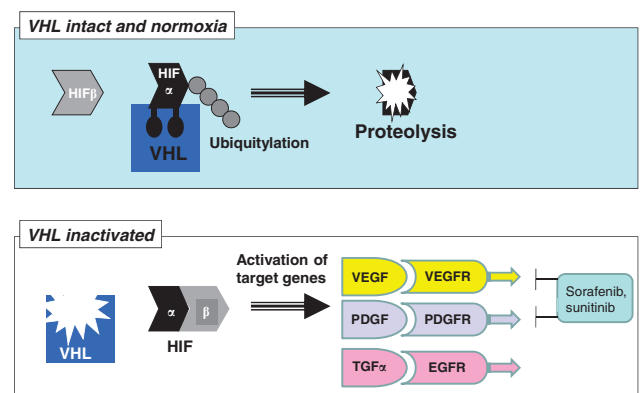 VHL intact and normoxia
HIFβ
HIF
α
VHL
Ubiquitylation
Proteolysis
VHL inactivated
VHL
α
β
HIF
Activation of
target genes
VEGF
VEGFR
PDGF
PDGFR
TGFα
EGFR
Sorafenib,
sunitinib